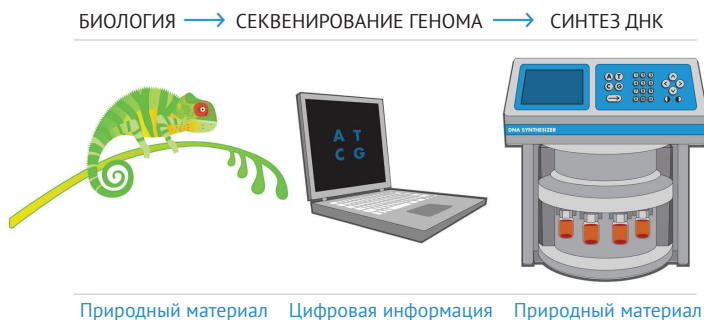 БИОЛОГИЯ → СЕКВЕНИРОВАНИЕ ГЕНОМА → СИНТЕЗ ДНК
A T
C G
A T
C G
DNA SYNTHESIZER
Природный материал Цифровая информация Природный материал